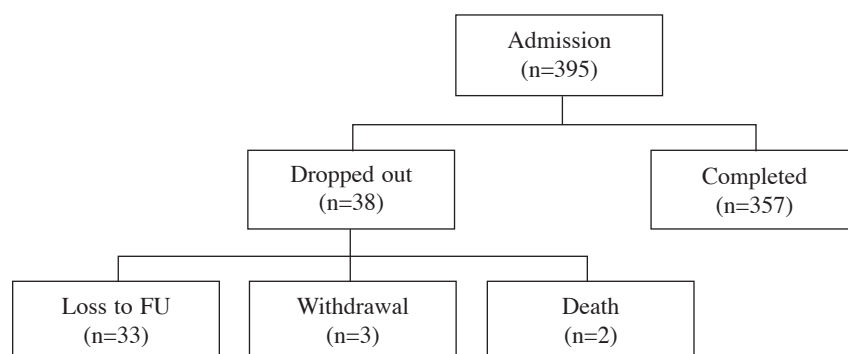 Admission
(n=395)
Dropped out
(n=38)
Completed
(n=357)
Loss to FU
(n=33)
Withdrawal
(n=3)
Death
(n=2)